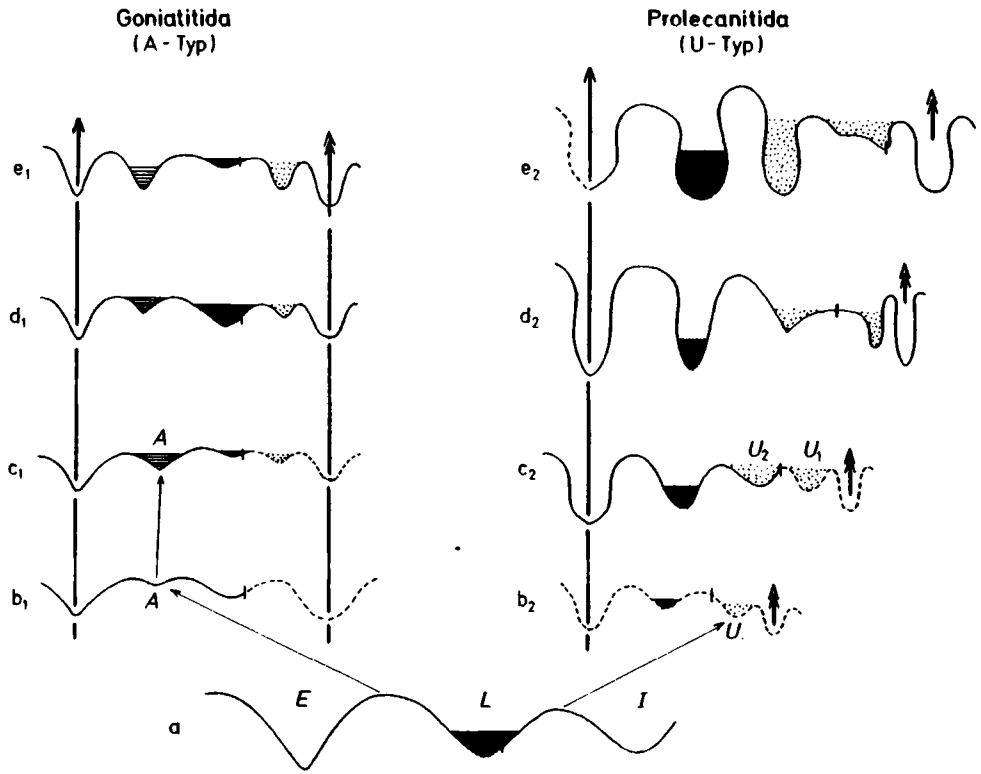 Goniatitida
(A-Typ)
Prolecanitida
(U-Typ)
e1
e2
d1
d2
c1
A
c2
U2
U1
b1
A
b2
U
a
E
L
I